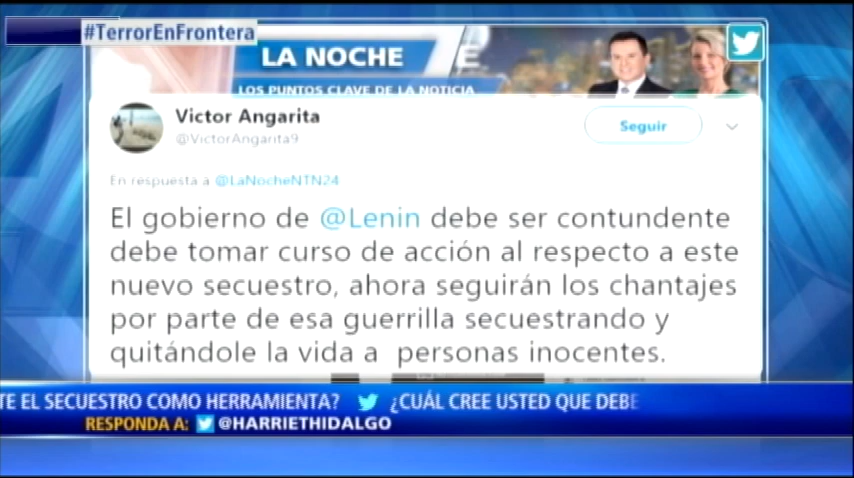 #TerrorEnFrontera
LA NOCHE
LOS PUNTOS CLAVE DE LA NOTICIA
Victor Angarita
@VictorAngarita9
Seguir
En respuesta a @LaNocheNTN24
El gobierno de @Lenin debe ser contundente
debe tomar curso de acción al respecto a este
nuevo secuestro, ahora seguirán los chantajes
por parte de esa guerrilla secuestrando y
quitándole la vida a personas inocentes.
TE EL SECUESTRO COMO HERRAMIENTA? ¿CUÁL CREE USTED QUE DEBE
RESPONDA A: @HARRIETHIDALGO